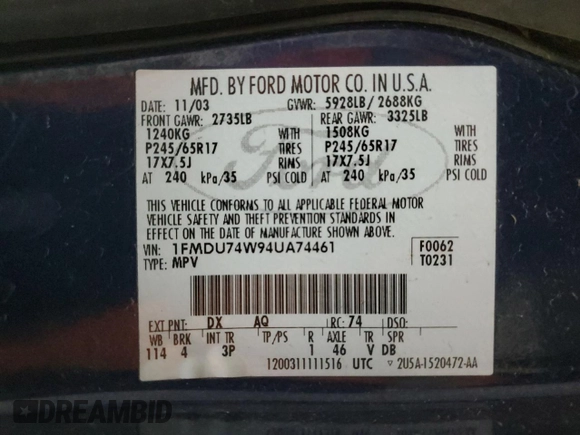 MFD. BY FORD MOTOR CO. IN U.S.A.
DATE: 11/03 GVWR: 5928LB/ 2688KG
FRONT GAWR: 2735LB REAR GAWR: 3325LB
1240KG WITH 1508KG WITH
P245/65R17 TIRES P245/65R17 TIRES
17X7.5J RIMS 17X7.5J RIMS
AT 240 kPa/35 PSI COLD AT 240 kPa/35 PSI COLD
Ford
THIS VEHICLE CONFORMS TO ALL APPLICABLE FEDERAL MOTOR
VEHICLE SAFETY AND THEFT PREVENTION STANDARDS IN
EFFECT ON THE DATE OF MANUFACTURE SHOWN ABOVE.
VIN: 1FMDU74W94UA74461 F0062
TYPE: MPV T0231
EXT PNT: DX AQ RC: 74 DSO:
WB BRK INT TR TP/PS R AXLE TR SPR
114 4 3P 1 46 V DB
1200311111516 UTC 2U5A-1520472-AA
DREAMBID